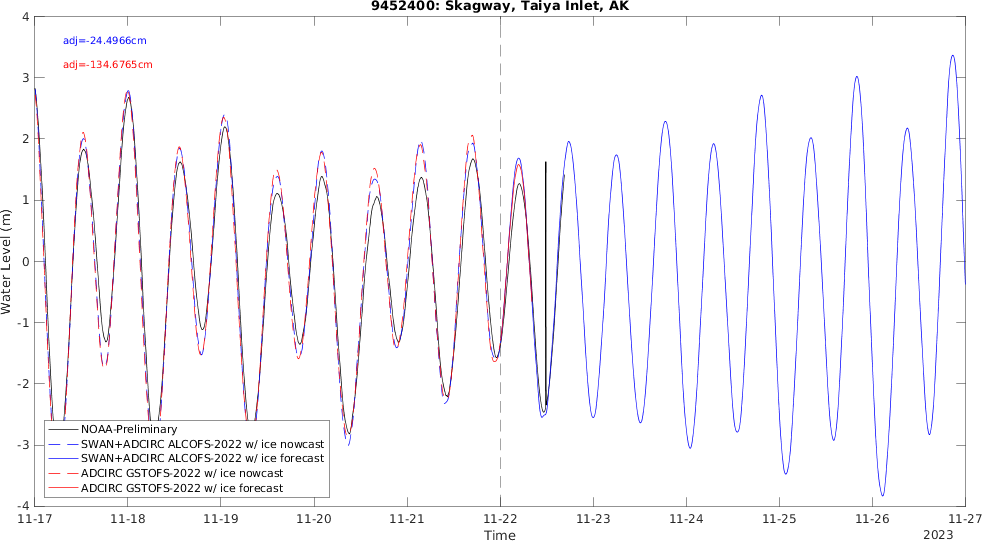 9452400: Skagway, Taiya Inlet, AK
adj=-24.4966cm
adj=-134.6765cm
Water Level (m)
4
3
2
1
0
-1
-2
-3
-4
NOAA-Preliminary
SWAN+ADCIRC ALCOFS-2022 w/ ice nowcast
SWAN+ADCIRC ALCOFS-2022 w/ ice forecast
ADCIRC GSTOFS-2022 w/ ice nowcast
ADCIRC GSTOFS-2022 w/ ice forecast
11-17 11-18 11-19 11-20 11-21 11-22 11-23 11-24 11-25 11-26 11-27
Time
2023